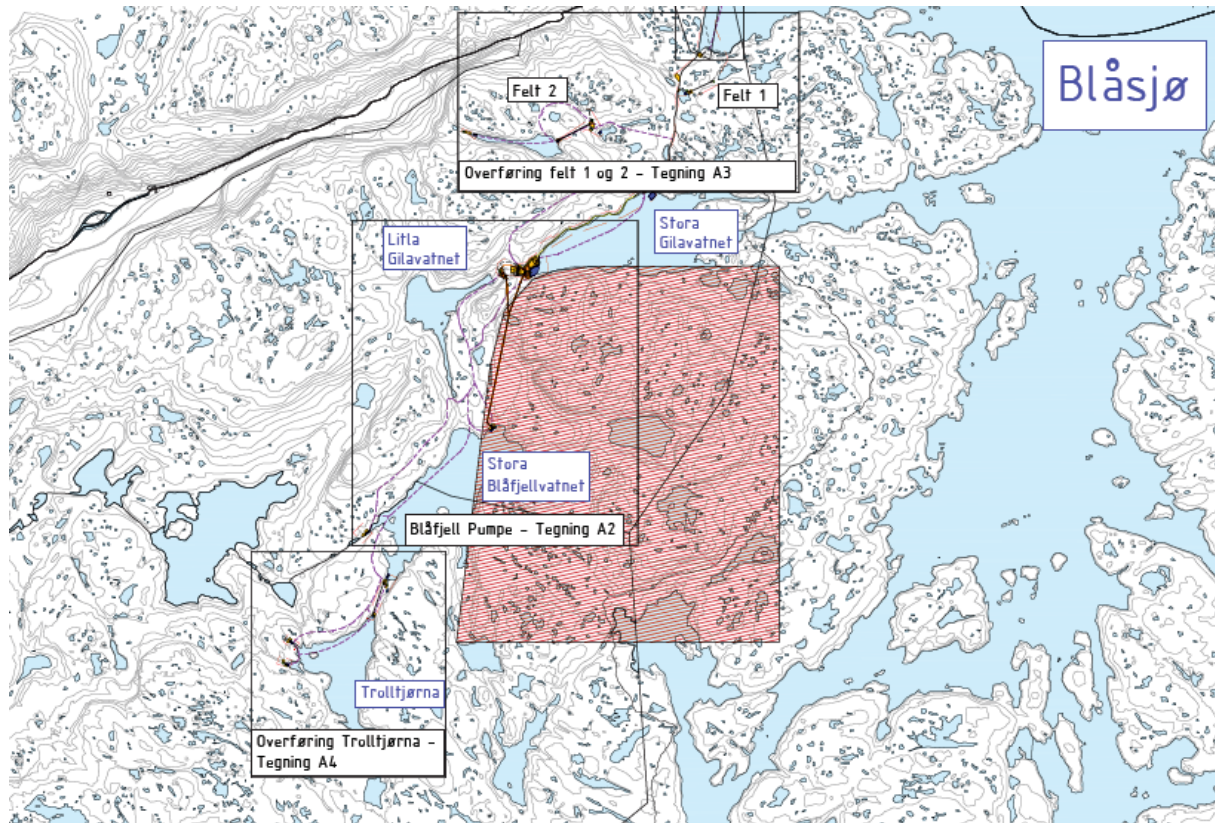 Blåsjø
Felt 2
Felt 1
Overføring felt 1 og 2 - Tegning A3
Litla
Gilavatnet
Stora
Gilavatnet
Stora
Blåfjellvatnet
Blåfjell Pumpe - Tegning A2
Trolltjørna
Overføring Trolltjørna -
Tegning A4